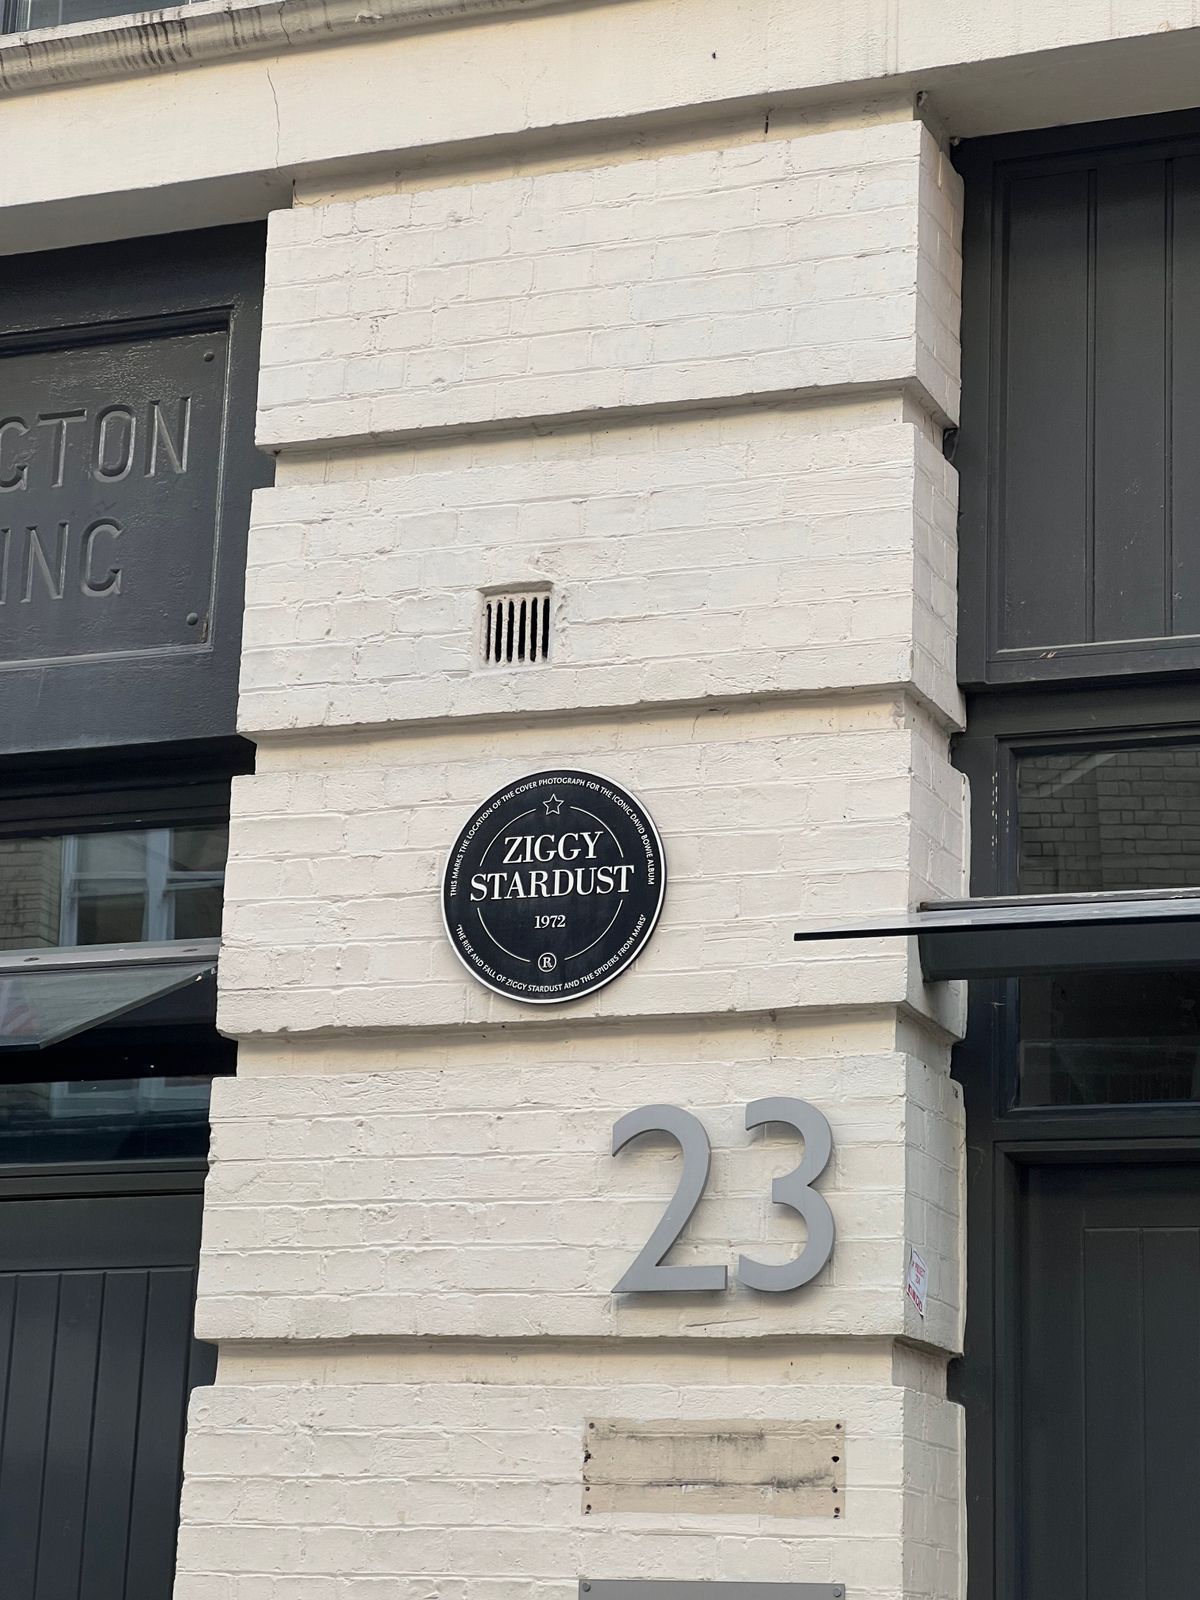 GTON
ING
THIS MARKS THE LOCATION OF THE COVER PHOTOGRAPH FOR THE ICONIC DAVID BOWIE ALBUM
ZIGGY
STARDUST
1972
R
'THE RISE AND FALL OF ZIGGY STARDUST AND THE SPIDERS FROM MARS'
23